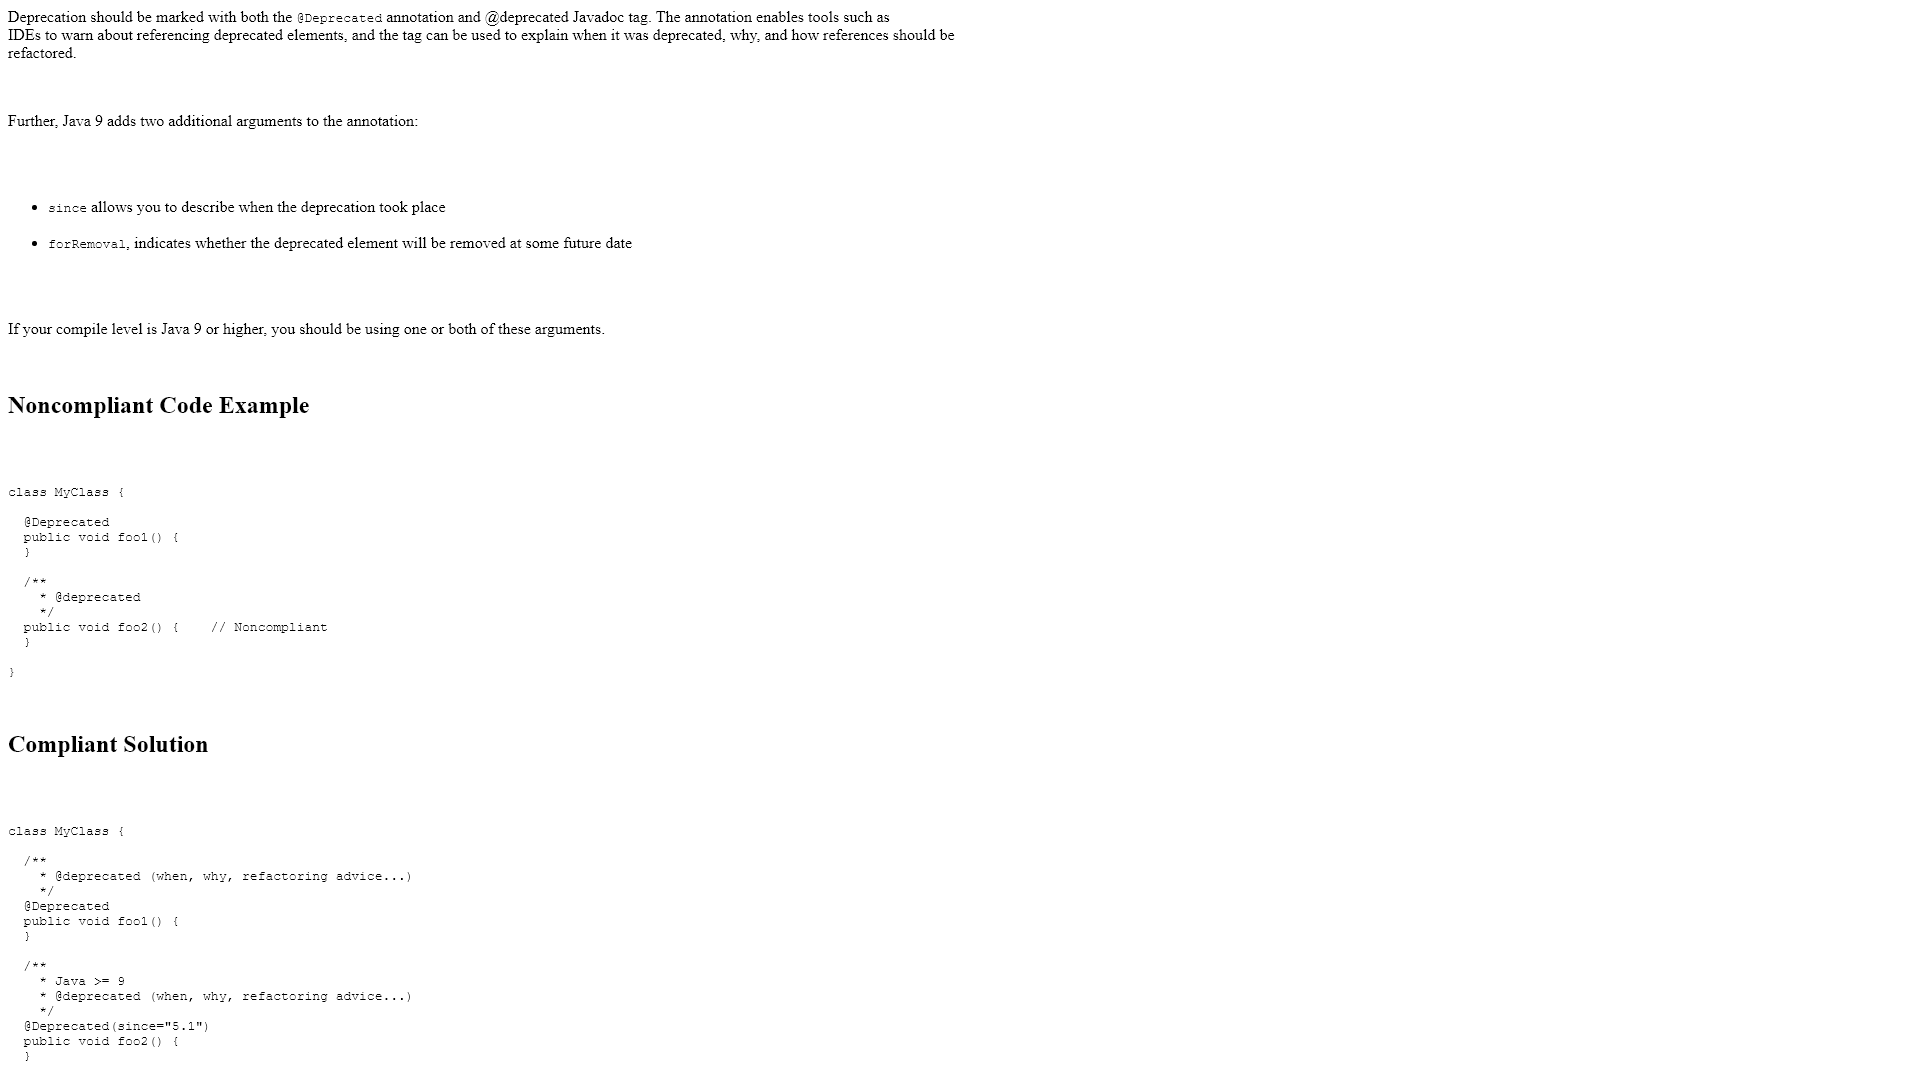 Deprecation should be marked with both the @Deprecated annotation and @deprecated Javadoc tag. The annotation enables tools such as
IDEs to warn about referencing deprecated elements, and the tag can be used to explain when it was deprecated, why, and how references should be
refactored.
Further, Java 9 adds two additional arguments to the annotation:
• since allows you to describe when the deprecation took place
• forRemoval, indicates whether the deprecated element will be removed at some future date
If your compile level is Java 9 or higher, you should be using one or both of these arguments.
Noncompliant Code Example
class MyClass {
  @Deprecated
  public void foo1() {
  }
  /**
    * @deprecated
    */
  public void foo2() {    // Noncompliant
  }
}
Compliant Solution
class MyClass {
  /**
    * @deprecated (when, why, refactoring advice...)
    */
  @Deprecated
  public void foo1() {
  }
  /**
    * Java >= 9
    * @deprecated (when, why, refactoring advice...)
    */
  @Deprecated(since="5.1")
  public void foo2() {
  }